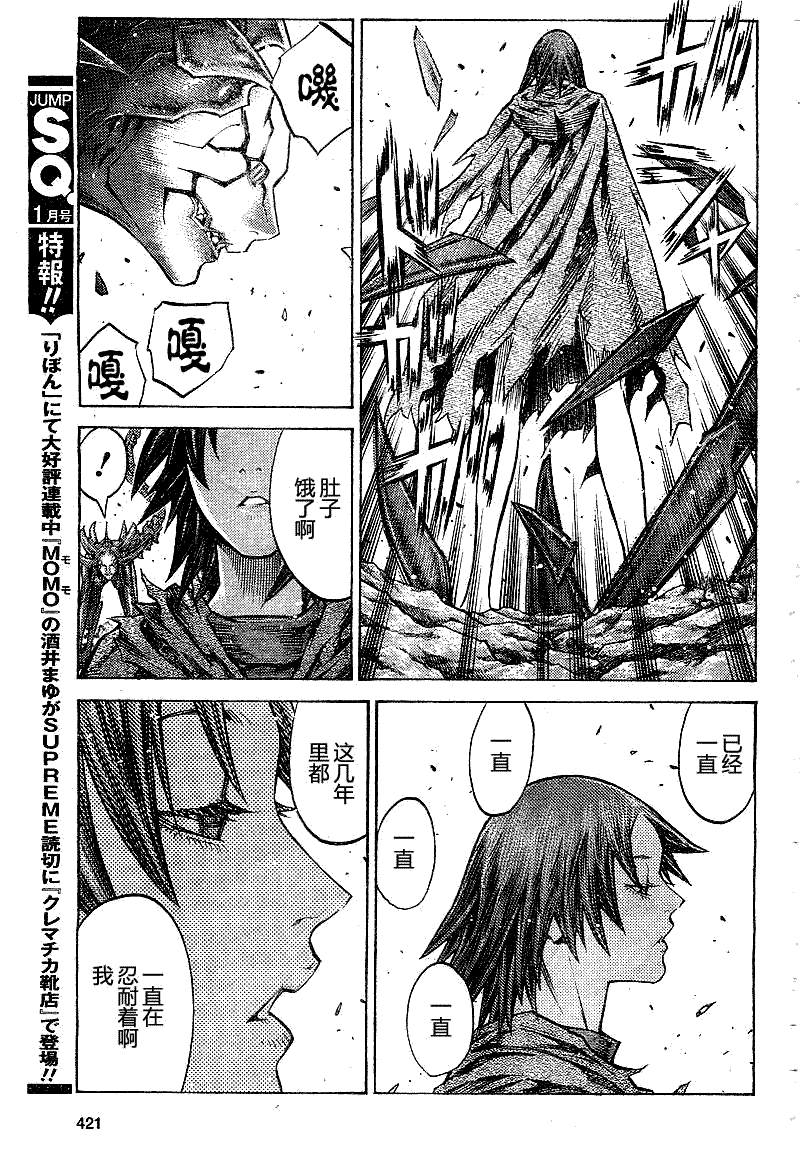 JUMP
SQ
1月号
特報!!
「りぼん」にて大好評連載中『MOMO』の酒井まゆがSUPREME読切に『クレマチカ靴店』で登場!!
モモ
嘰
嘎
嘎
肚子
饿了啊
!
已经
一直
一直
一直
一直
这几年
里都
一直在
忍耐着啊
我
421